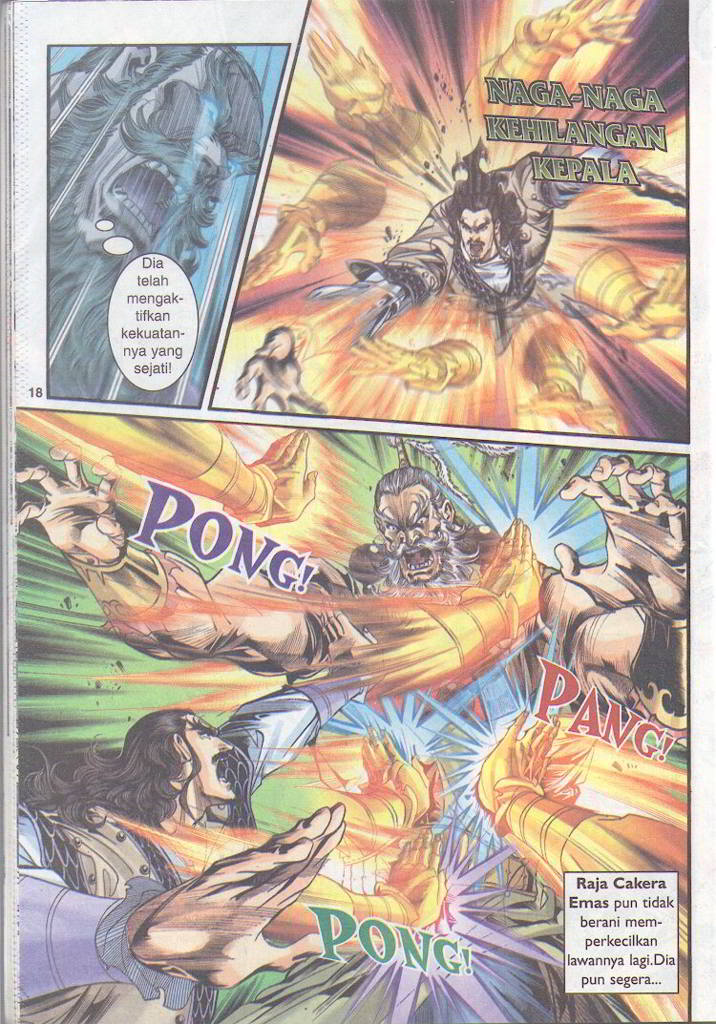 Dia
telah
mengak-
tifkan
kekuatan-
nya yang
sejati!
NAGA-NAGA
KEHILANGAN
KEPALA
18
PONG!
PANG!
PONG!
Raja Cakera
Emas pun tidak
berani mem-
perkecilkan
lawannya lagi.Dia
pun segera...